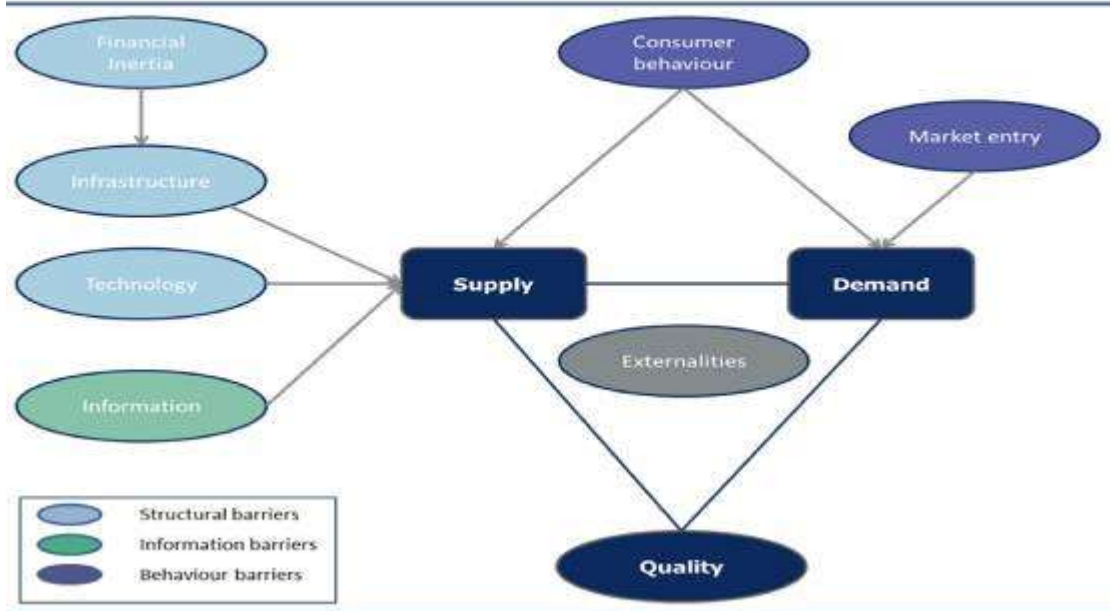 Financial
Inertia
Consumer
behaviour
Market entry
Infrastructure
Technology
Supply
Demand
Externalities
Information
Structural barriers
Information barriers
Behaviour barriers
Quality